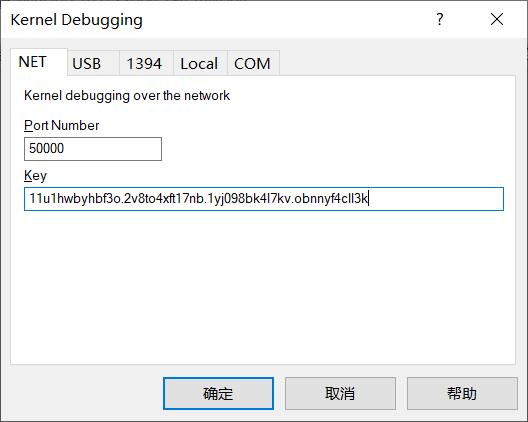 Kernel Debugging
NET USB 1394 Local COM
Kernel debugging over the network
Port Number
50000
Key
11u1hwbyhbf3o.2v8to4xft17nb.1yj098bk4l7kv.obnnyf4cll3k
确定 取消 帮助